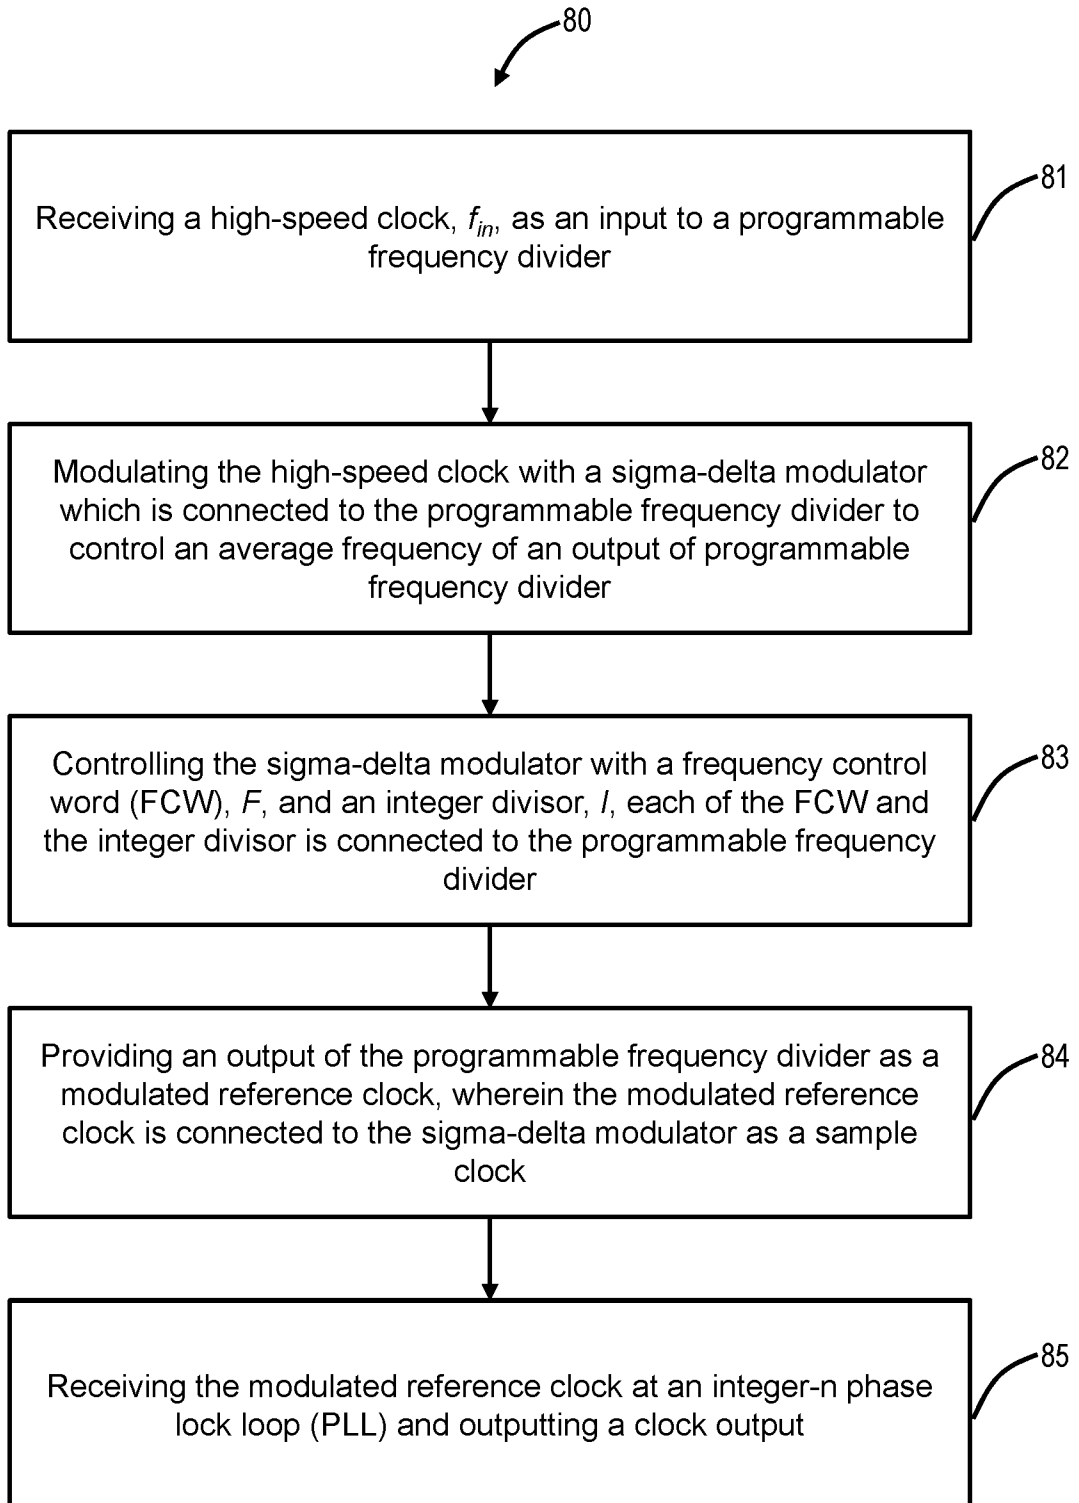 80
81
Receiving a high-speed clock, fin, as an input to a programmable
frequency divider
82
Modulating the high-speed clock with a sigma-delta modulator
which is connected to the programmable frequency divider to
control an average frequency of an output of programmable
frequency divider
83
Controlling the sigma-delta modulator with a frequency control
word (FCW), F, and an integer divisor, I, each of the FCW and
the integer divisor is connected to the programmable frequency
divider
84
Providing an output of the programmable frequency divider as a
modulated reference clock, wherein the modulated reference
clock is connected to the sigma-delta modulator as a sample
clock
85
Receiving the modulated reference clock at an integer-n phase
lock loop (PLL) and outputting a clock output